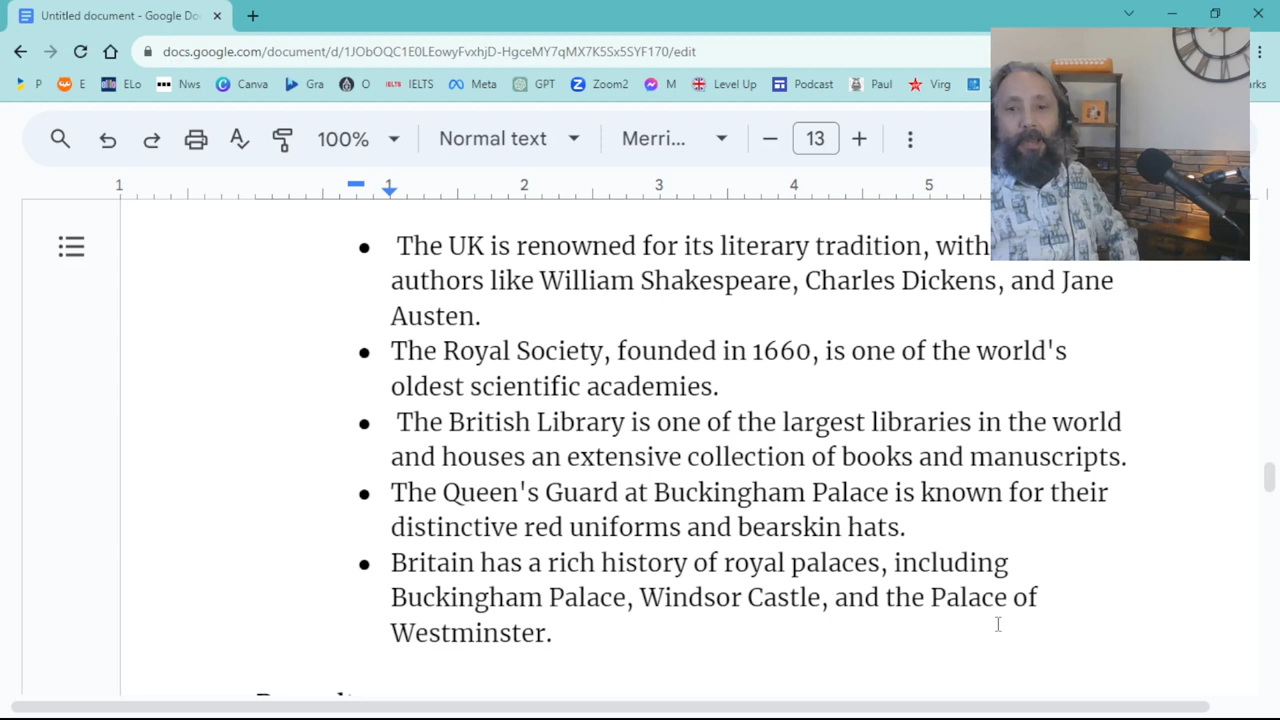 Untitled document - Google Do
docs.google.com/document/d/1JObOQC1E0LEowyFvxhjD-HgceMY7qMX7K5Sx5SYF170/edit
P E ELo Nws Canva Gra O IELTS IELTS Meta GPT Zoom2 M Level Up Podcast Paul Virg arks
100% Normal text Merri... 13
1 1 2 3 4 5
The UK is renowned for its literary tradition, with
authors like William Shakespeare, Charles Dickens, and Jane
Austen.
The Royal Society, founded in 1660, is one of the world's
oldest scientific academies.
The British Library is one of the largest libraries in the world
and houses an extensive collection of books and manuscripts.
The Queen's Guard at Buckingham Palace is known for their
distinctive red uniforms and bearskin hats.
Britain has a rich history of royal palaces, including
Buckingham Palace, Windsor Castle, and the Palace of
Westminster.